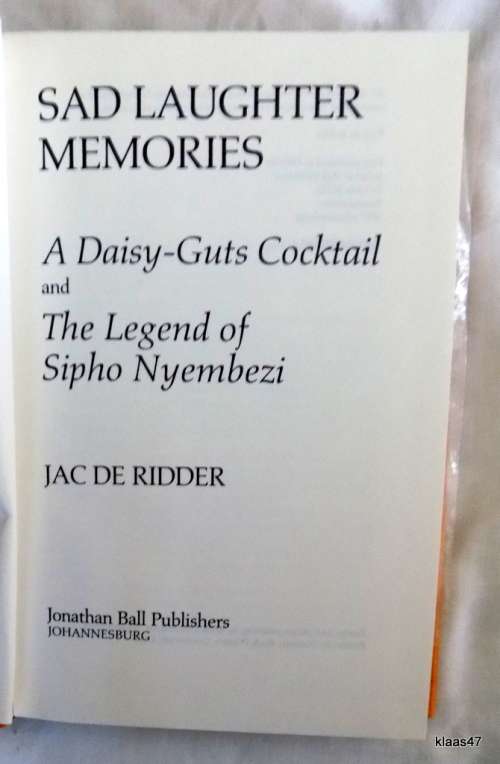 SAD LAUGHTER
MEMORIES
A Daisy-Guts Cocktail
and
The Legend of
Sipho Nyembezi
JAC DE RIDDER
Jonathan Ball Publishers
JOHANNESBURG
klaas47